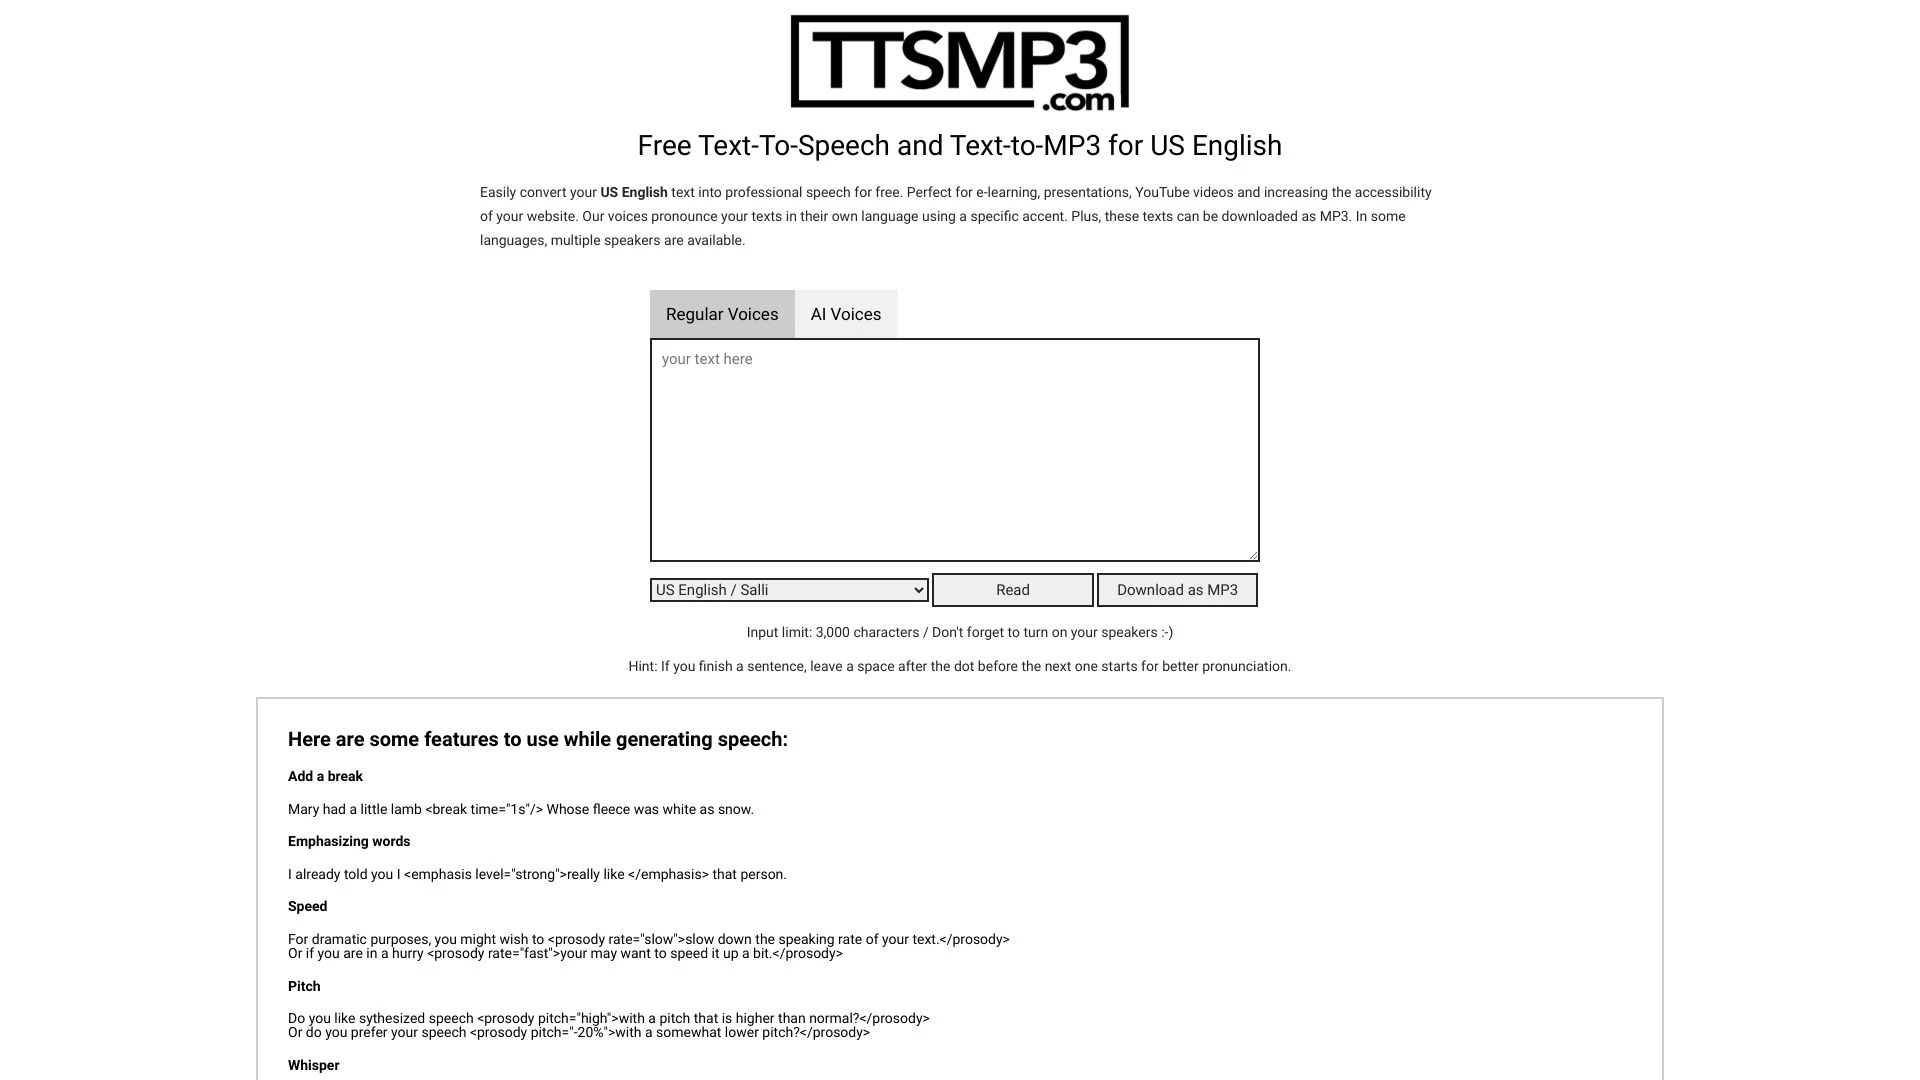 TTSMP3
.com
Free Text-To-Speech and Text-to-MP3 for US English
Easily convert your US English text into professional speech for free. Perfect for e-learning, presentations, YouTube videos and increasing the accessibility
of your website. Our voices pronounce your texts in their own language using a specific accent. Plus, these texts can be downloaded as MP3. In some
languages, multiple speakers are available.
Regular Voices AI Voices
your text here
US English / Salli Read Download as MP3
Input limit: 3,000 characters / Don't forget to turn on your speakers :-)
Hint: If you finish a sentence, leave a space after the dot before the next one starts for better pronunciation.
Here are some features to use while generating speech:
Add a break
Mary had a little lamb <break time="1s"/> Whose fleece was white as snow.
Emphasizing words
I already told you I <emphasis level="strong">really like </emphasis> that person.
Speed
For dramatic purposes, you might wish to <prosody rate="slow">slow down the speaking rate of your text.</prosody>
Or if you are in a hurry <prosody rate="fast">your may want to speed it up a bit.</prosody>
Pitch
Do you like sythesized speech <prosody pitch="high">with a pitch that is higher than normal?</prosody>
Or do you prefer your speech <prosody pitch="-20%">with a somewhat lower pitch?</prosody>
Whisper